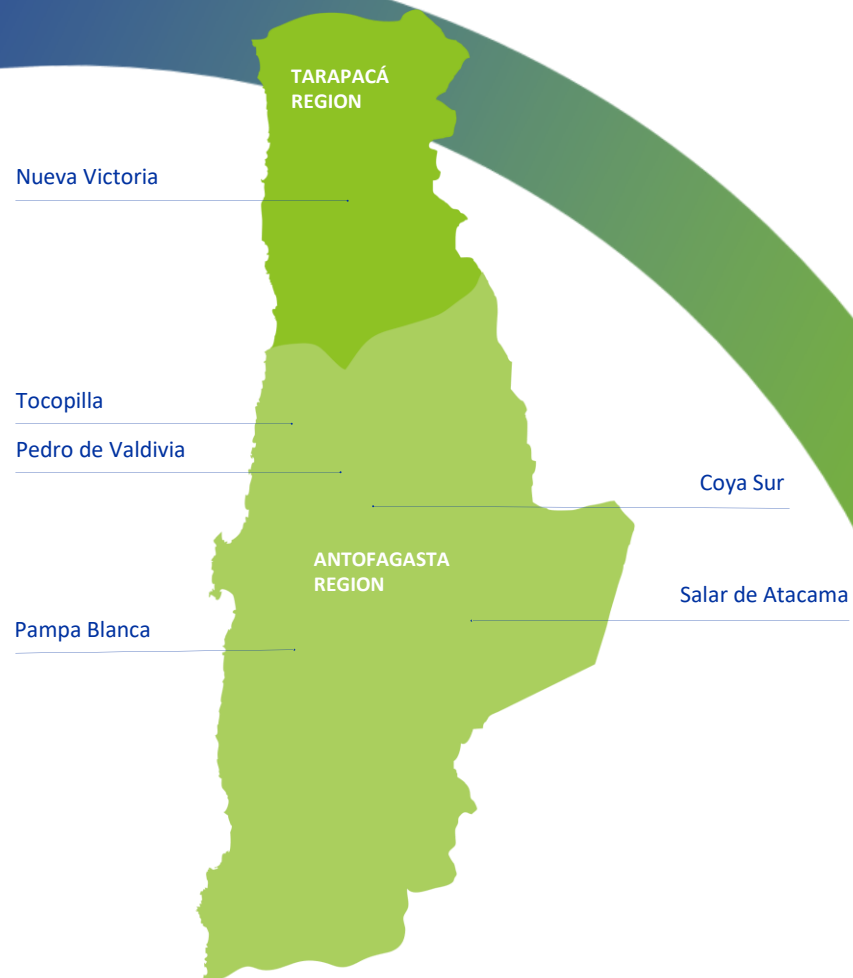 TARAPACÁ
REGION
Nueva Victoria
Tocopilla
Pedro de Valdivia
Coya Sur
ANTOFAGASTA
REGION
Salar de Atacama
Pampa Blanca